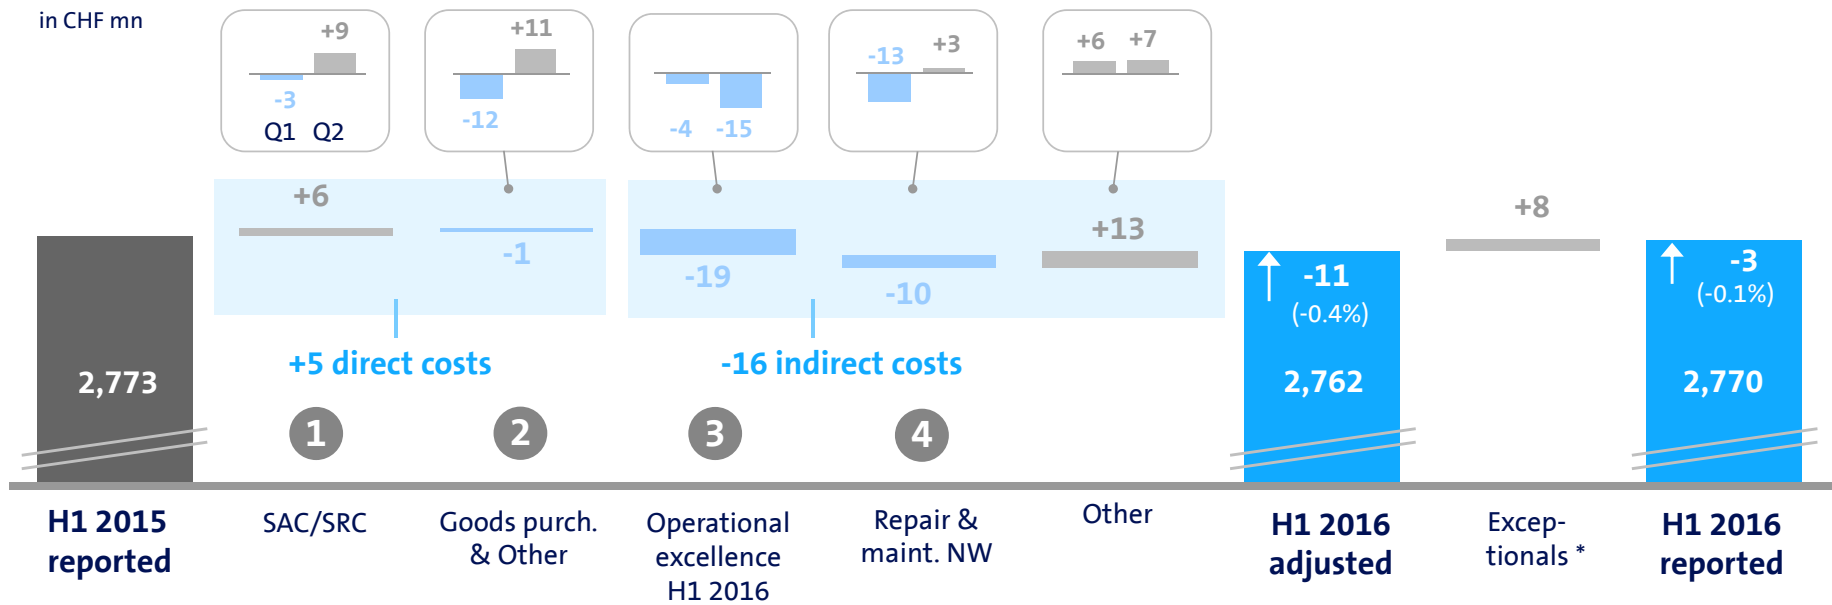 in CHF mn
+9
-3
Q1 Q2
+11
-12
-4 -15
-13
+3
+6 +7
+6
-1
-19
-10
+13
+8
+5 direct costs
-16 indirect costs
-11
(-0.4%)
-3
(-0.1%)
2,773
2,762
2,770
1
2
3
4
H1 2015
reported
SAC/SRC
Goods purch.
& Other
Operational
excellence
H1 2016
Repair &
maint. NW
Other
H1 2016
adjusted
Excep-
tionals *
H1 2016
reported